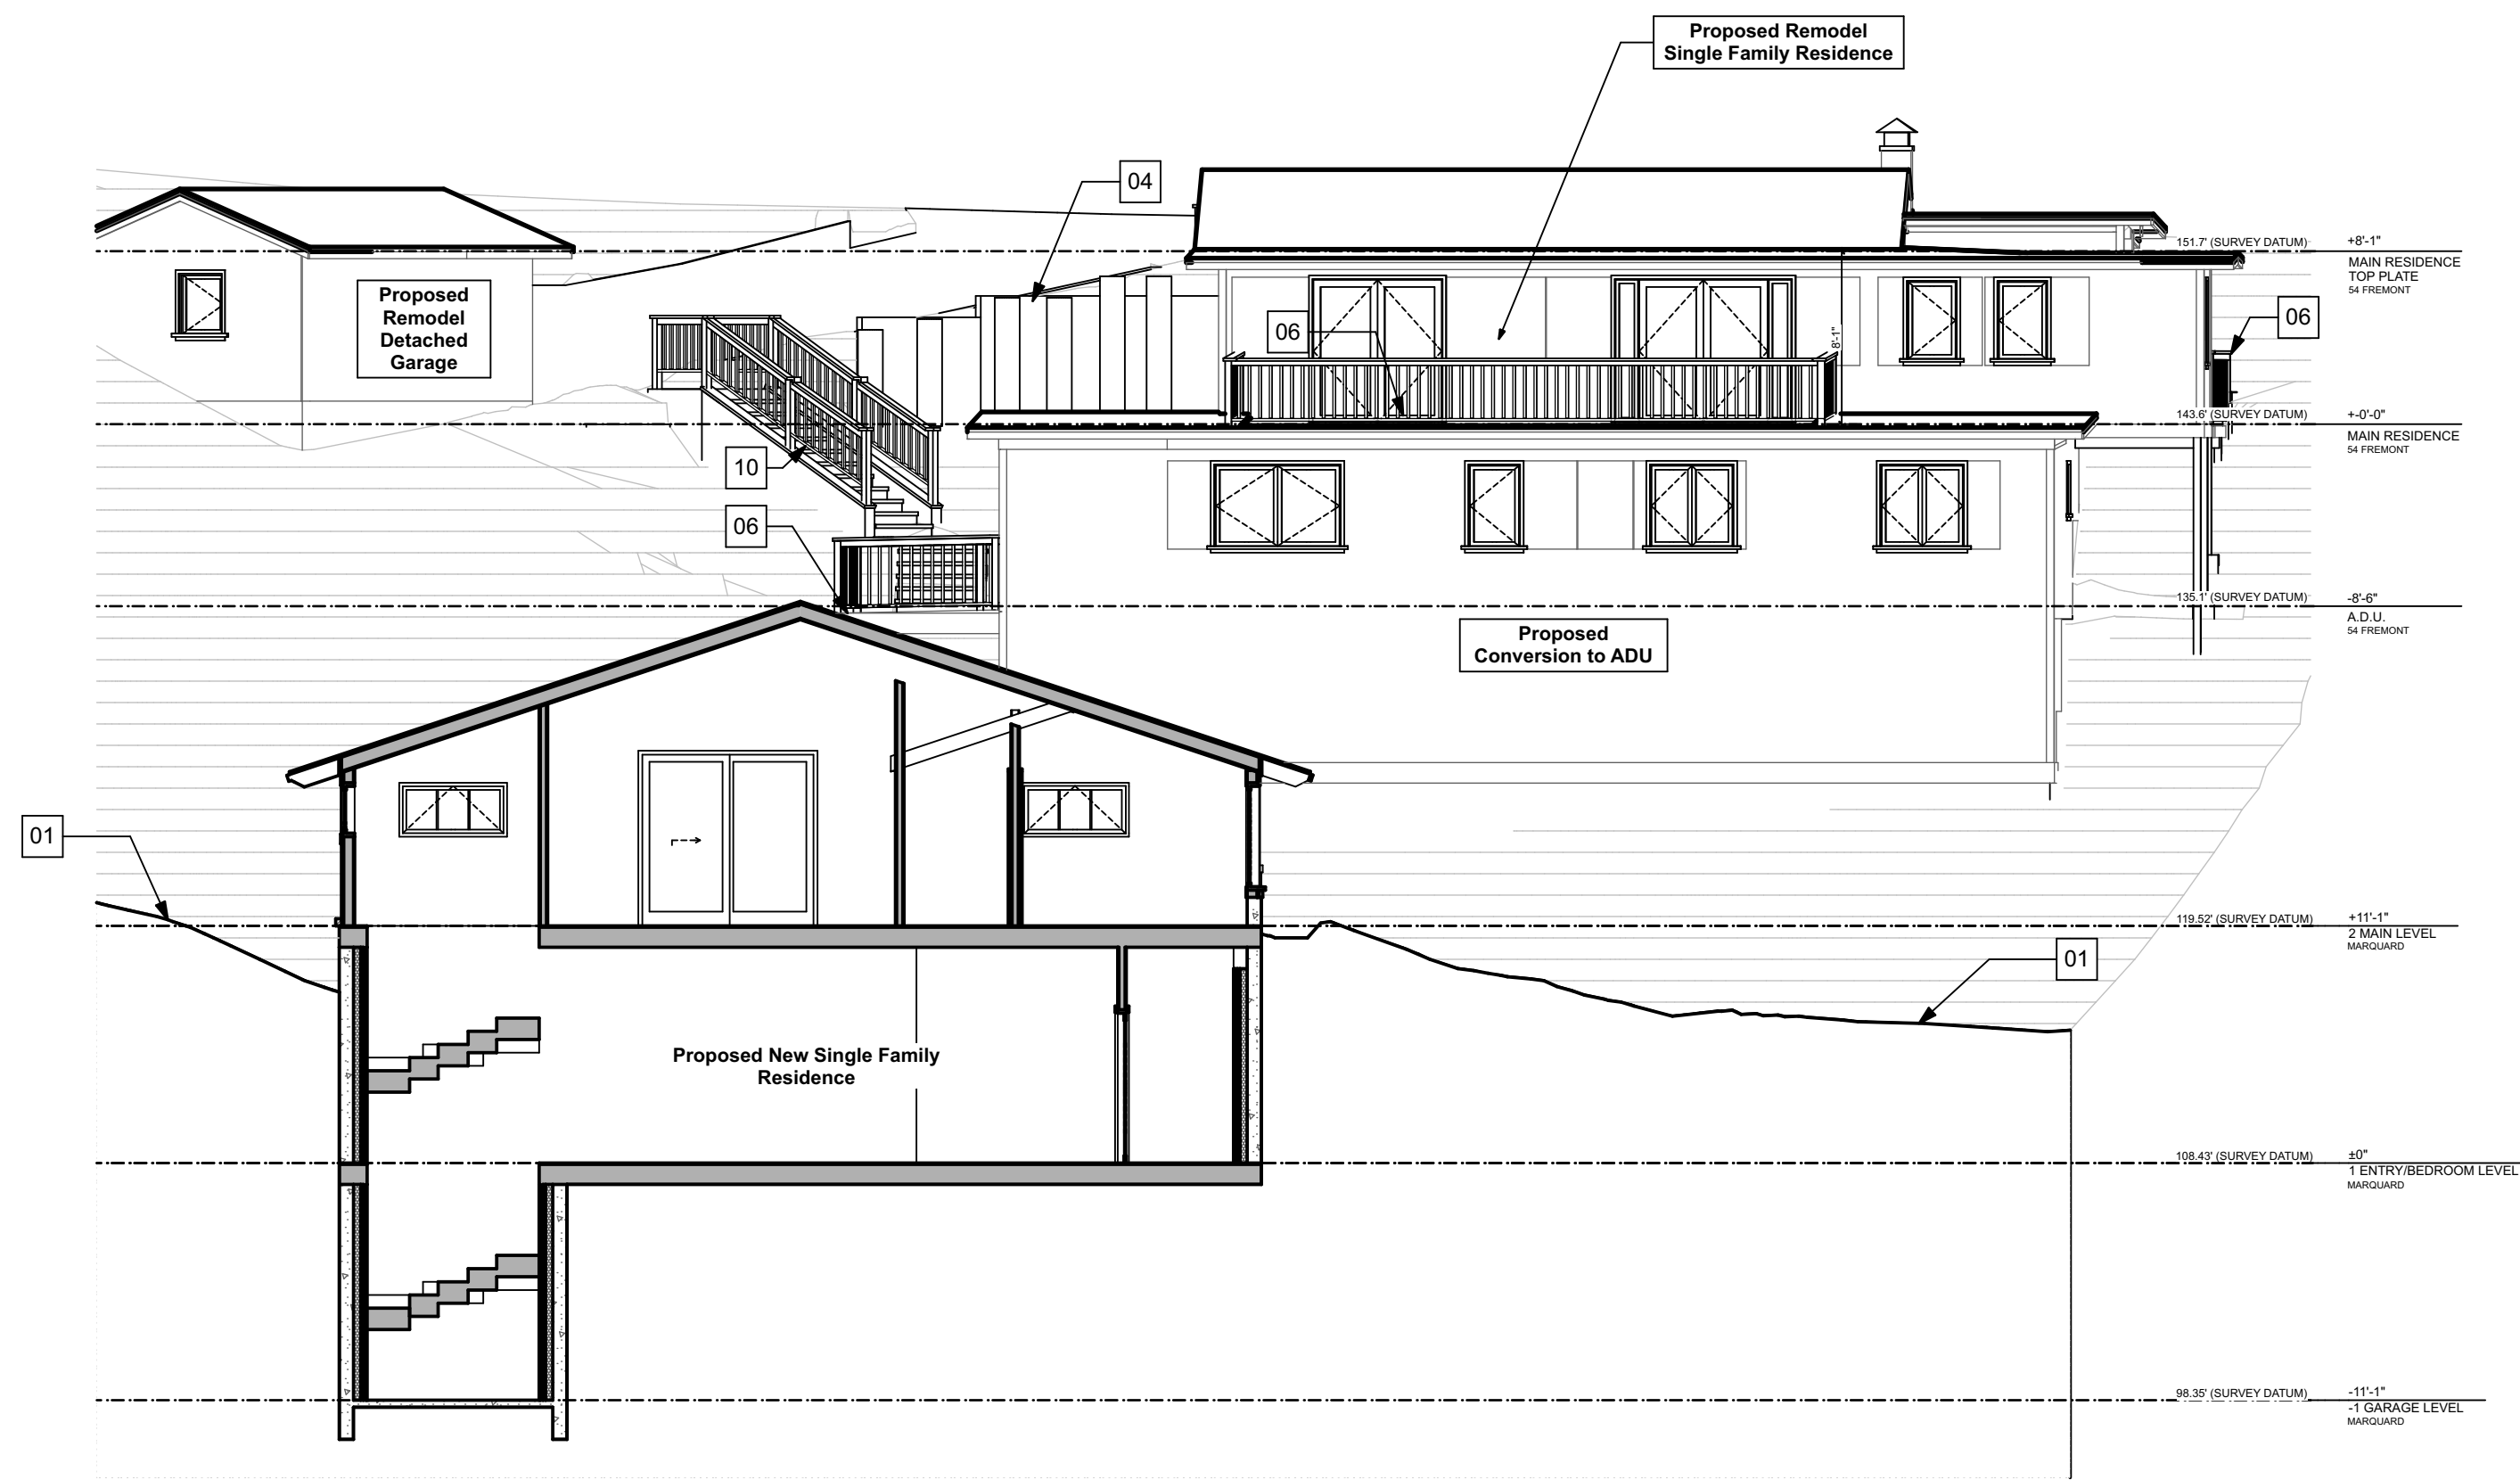 Proposed Remodel
Single Family Residence
04
151.7' (SURVEY DATUM)
+8'-1"
MAIN RESIDENCE
TOP PLATE
54 FREMONT
Proposed
Remodel
Detached
Garage
06
06
8'-1"
143.6' (SURVEY DATUM)
+-0'-0"
MAIN RESIDENCE
54 FREMONT
10
06
135.1' (SURVEY DATUM)
-8'-6"
A.D.U.
54 FREMONT
Proposed
Conversion to ADU
01
119.52' (SURVEY DATUM)
+11'-1"
2 MAIN LEVEL
MARQUARD
01
Proposed New Single Family
Residence
108.43' (SURVEY DATUM)
±0"
1 ENTRY/BEDROOM LEVEL
MARQUARD
98.35' (SURVEY DATUM)
-11'-1"
-1 GARAGE LEVEL
MARQUARD